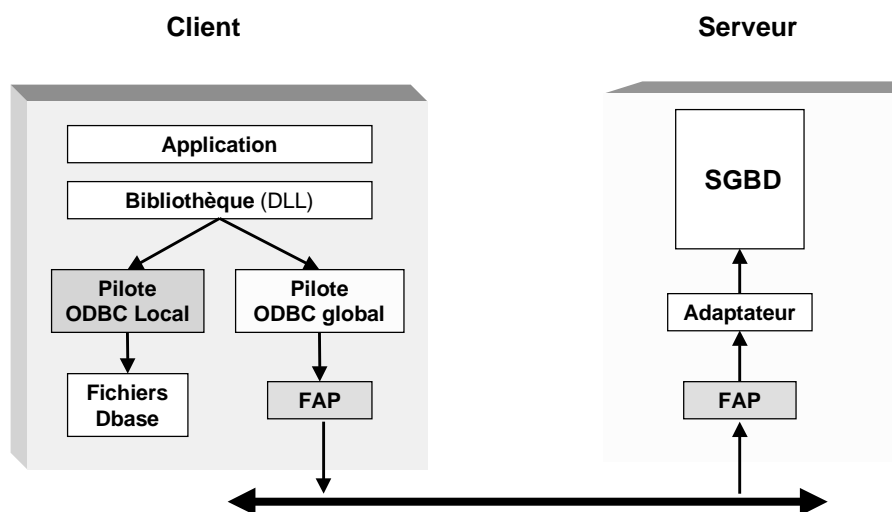 Client
Serveur
Application
Bibliothèque (DLL)
Pilote
ODBC Local
Pilote
ODBC global
Fichiers
Dbase
FAP
SGBD
Adaptateur
FAP